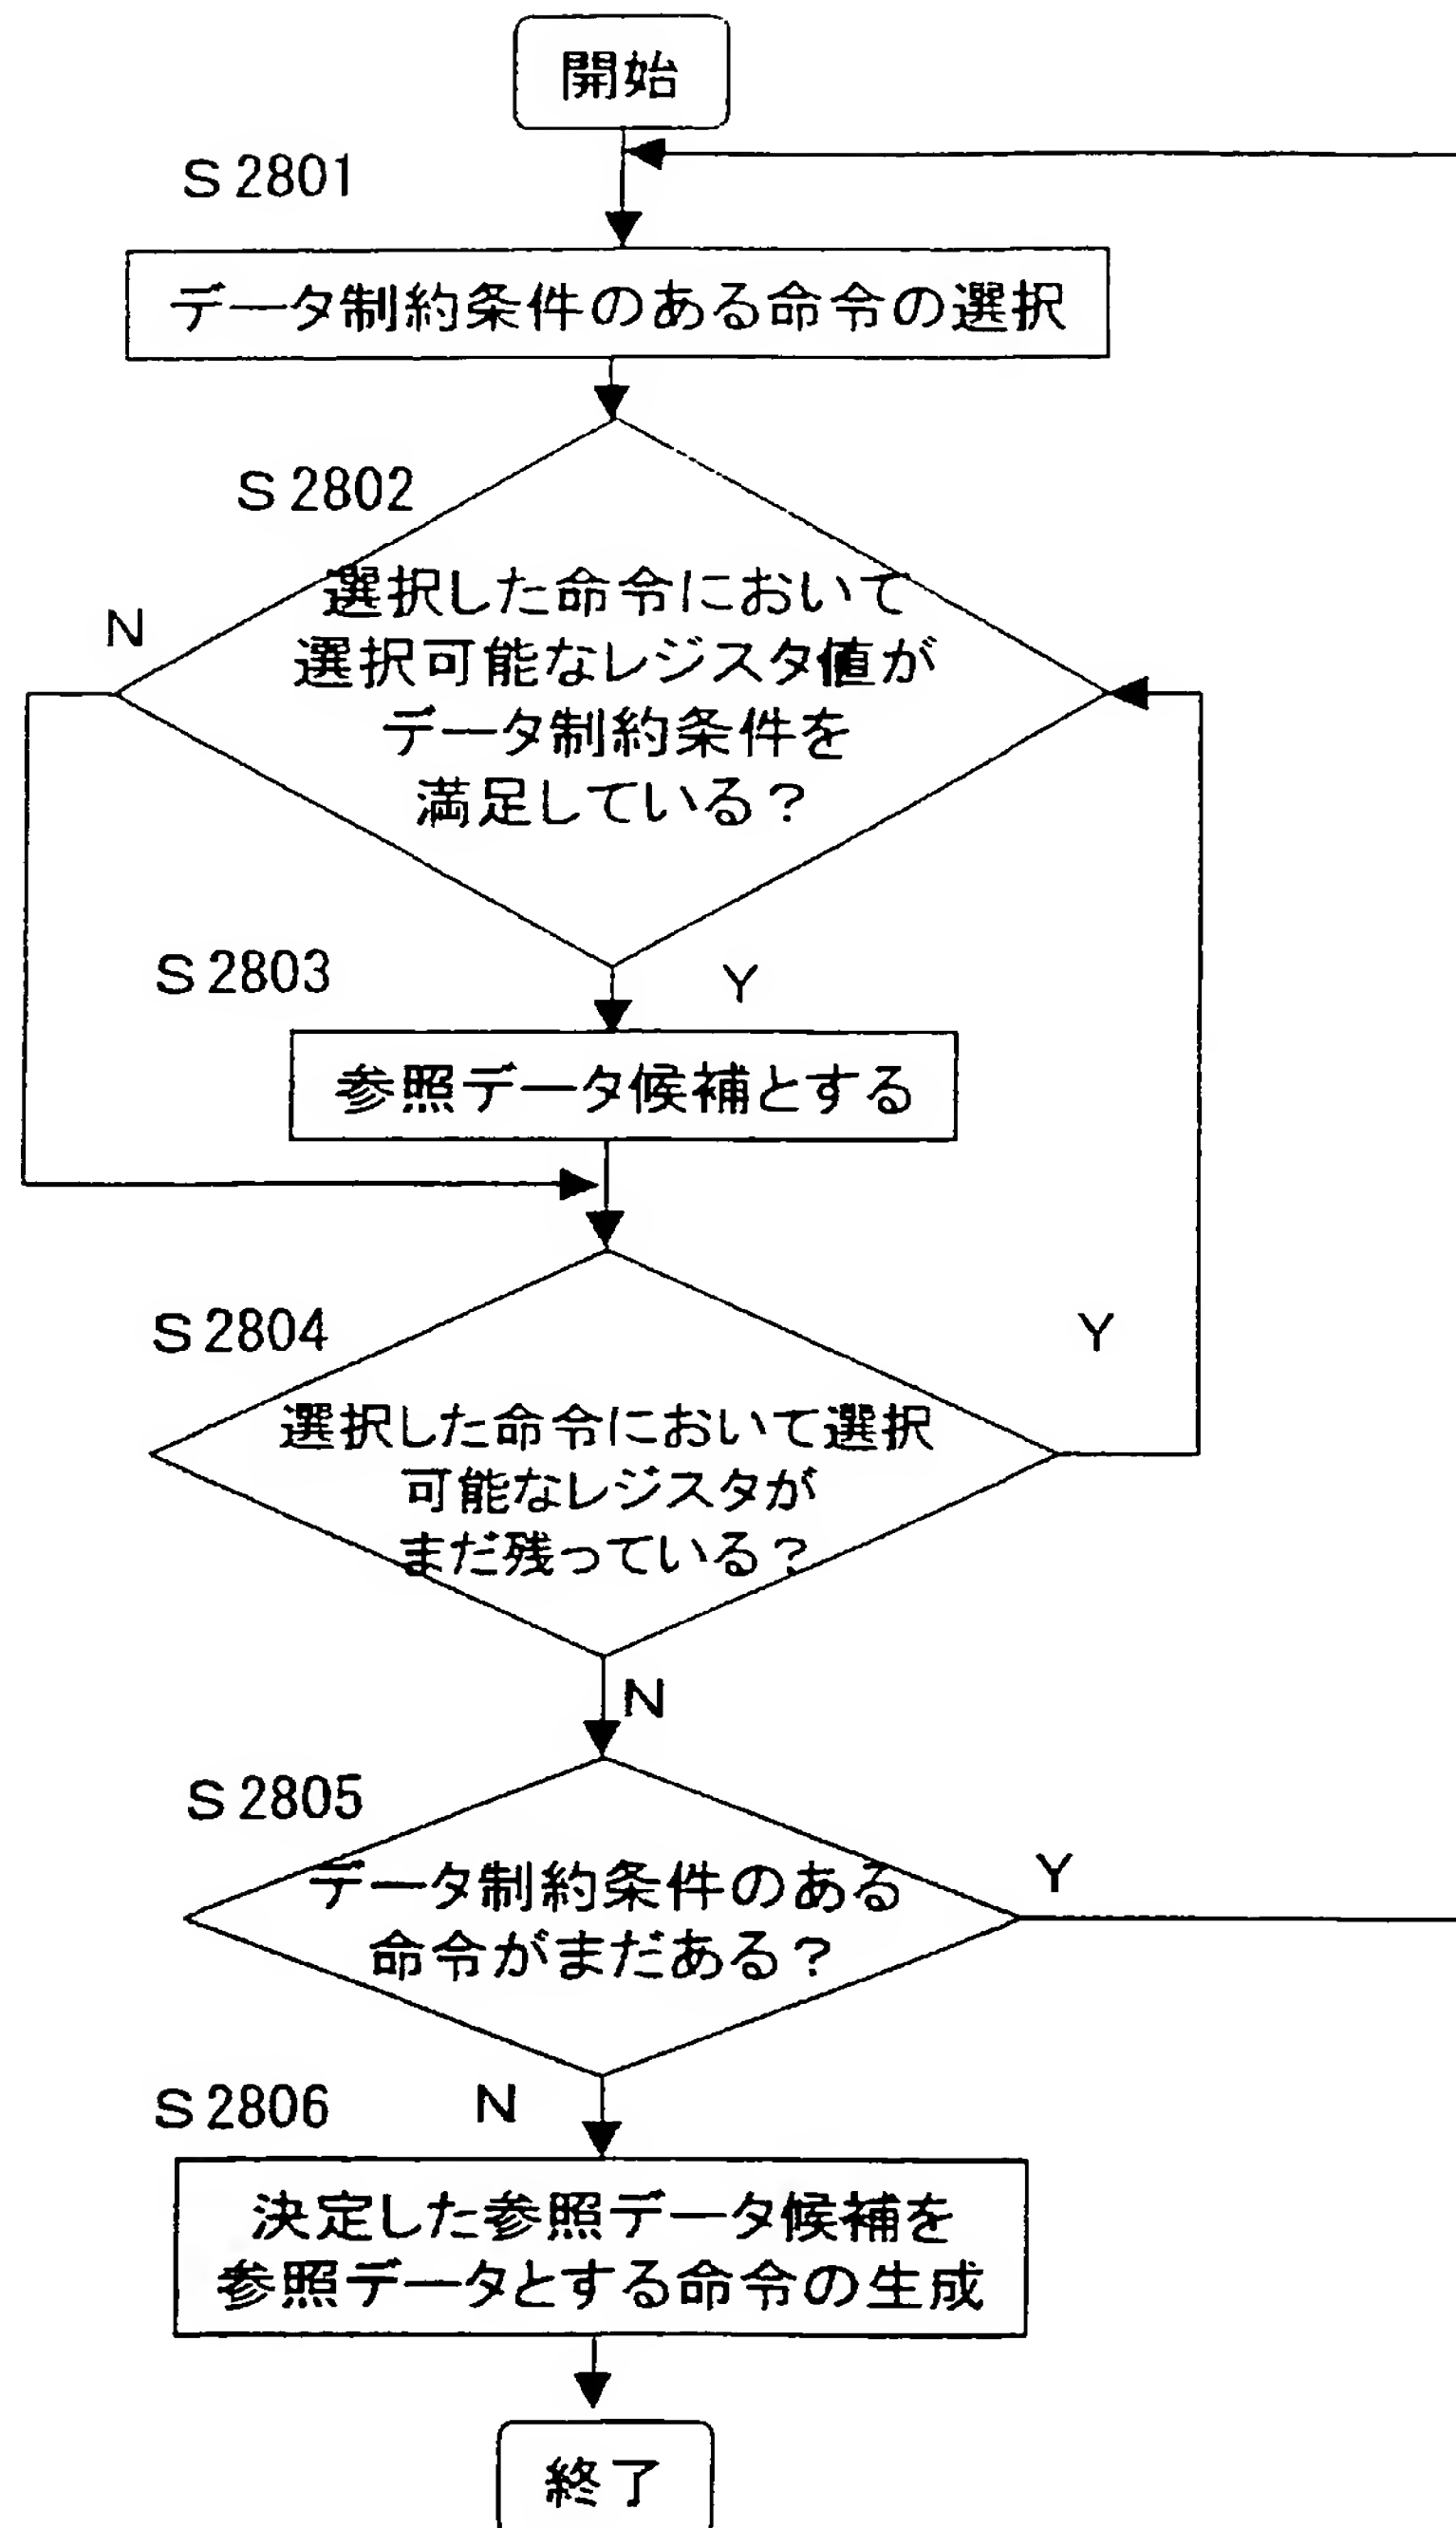 開始
S2801
データ制約条件のある命令の選択
S2802
N
選択した命令において
選択可能なレジスタ値が
データ制約条件を
満足している？
S2803
Y
参照データ候補とする
S2804
Y
選択した命令において選択
可能なレジスタが
まだ残っている？
N
S2805
Y
データ制約条件のある
命令がまだある？
S2806
N
決定した参照データ候補を
参照データとする命令の生成
終了